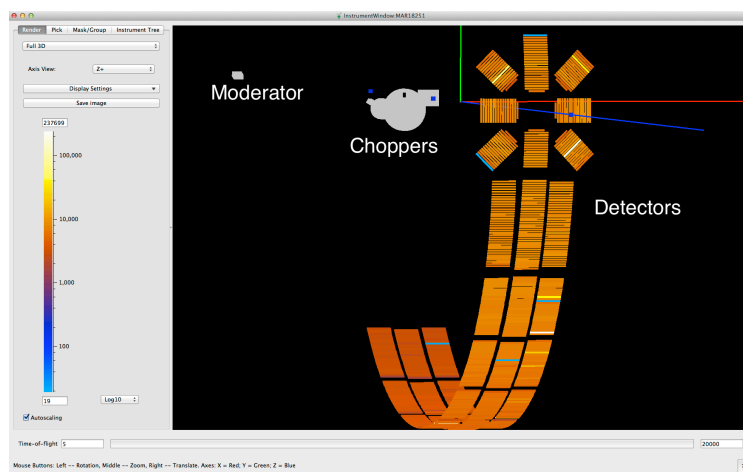 InstrumentWindow:MAR18251
Render Pick Mask/Group Instrument Tree
Full 3D
Axis View: Z+
Display Settings
Save image
237699
100,000
10,000
1,000
100
19 Log10
Autoscaling
Moderator
Choppers
Detectors
Time-of-flight 5 20000
Mouse Buttons: Left -- Rotation, Middle -- Zoom, Right -- Translate. Axes: X = Red; Y = Green; Z = Blue